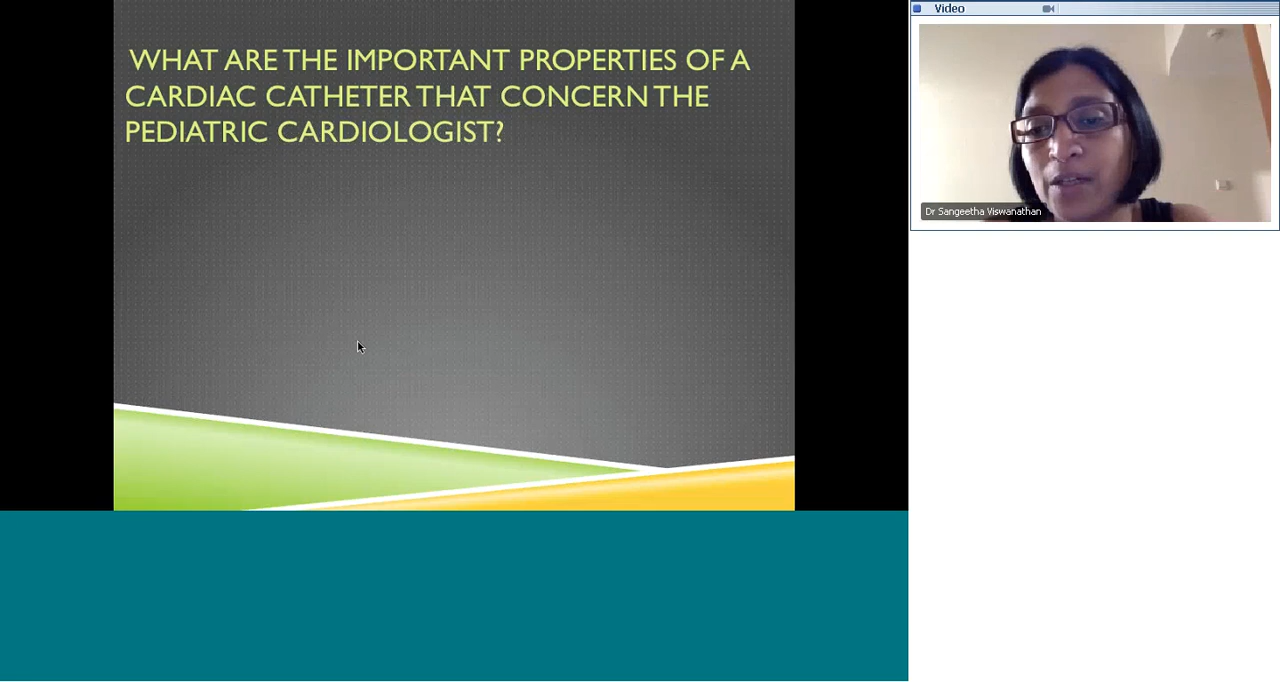 WHAT ARE THE IMPORTANT PROPERTIES OF A
CARDIAC CATHETER THAT CONCERN THE
PEDIATRIC CARDIOLOGIST?
Video
Dr Sangeetha Viswanathan